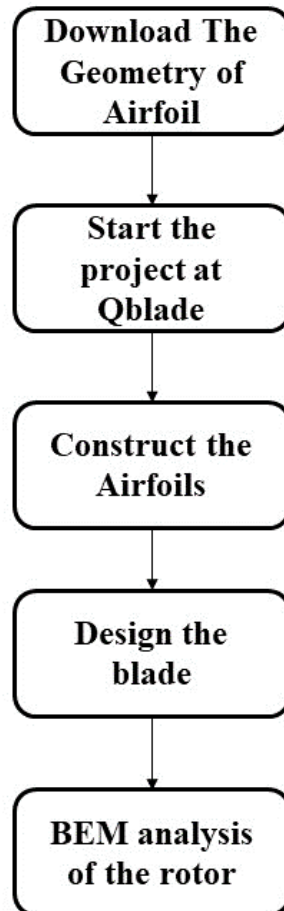 Download The
Geometry of
Airfoil
Start the
project at
Qblade
Construct the
Airfoils
Design the
blade
BEM analysis
of the rotor